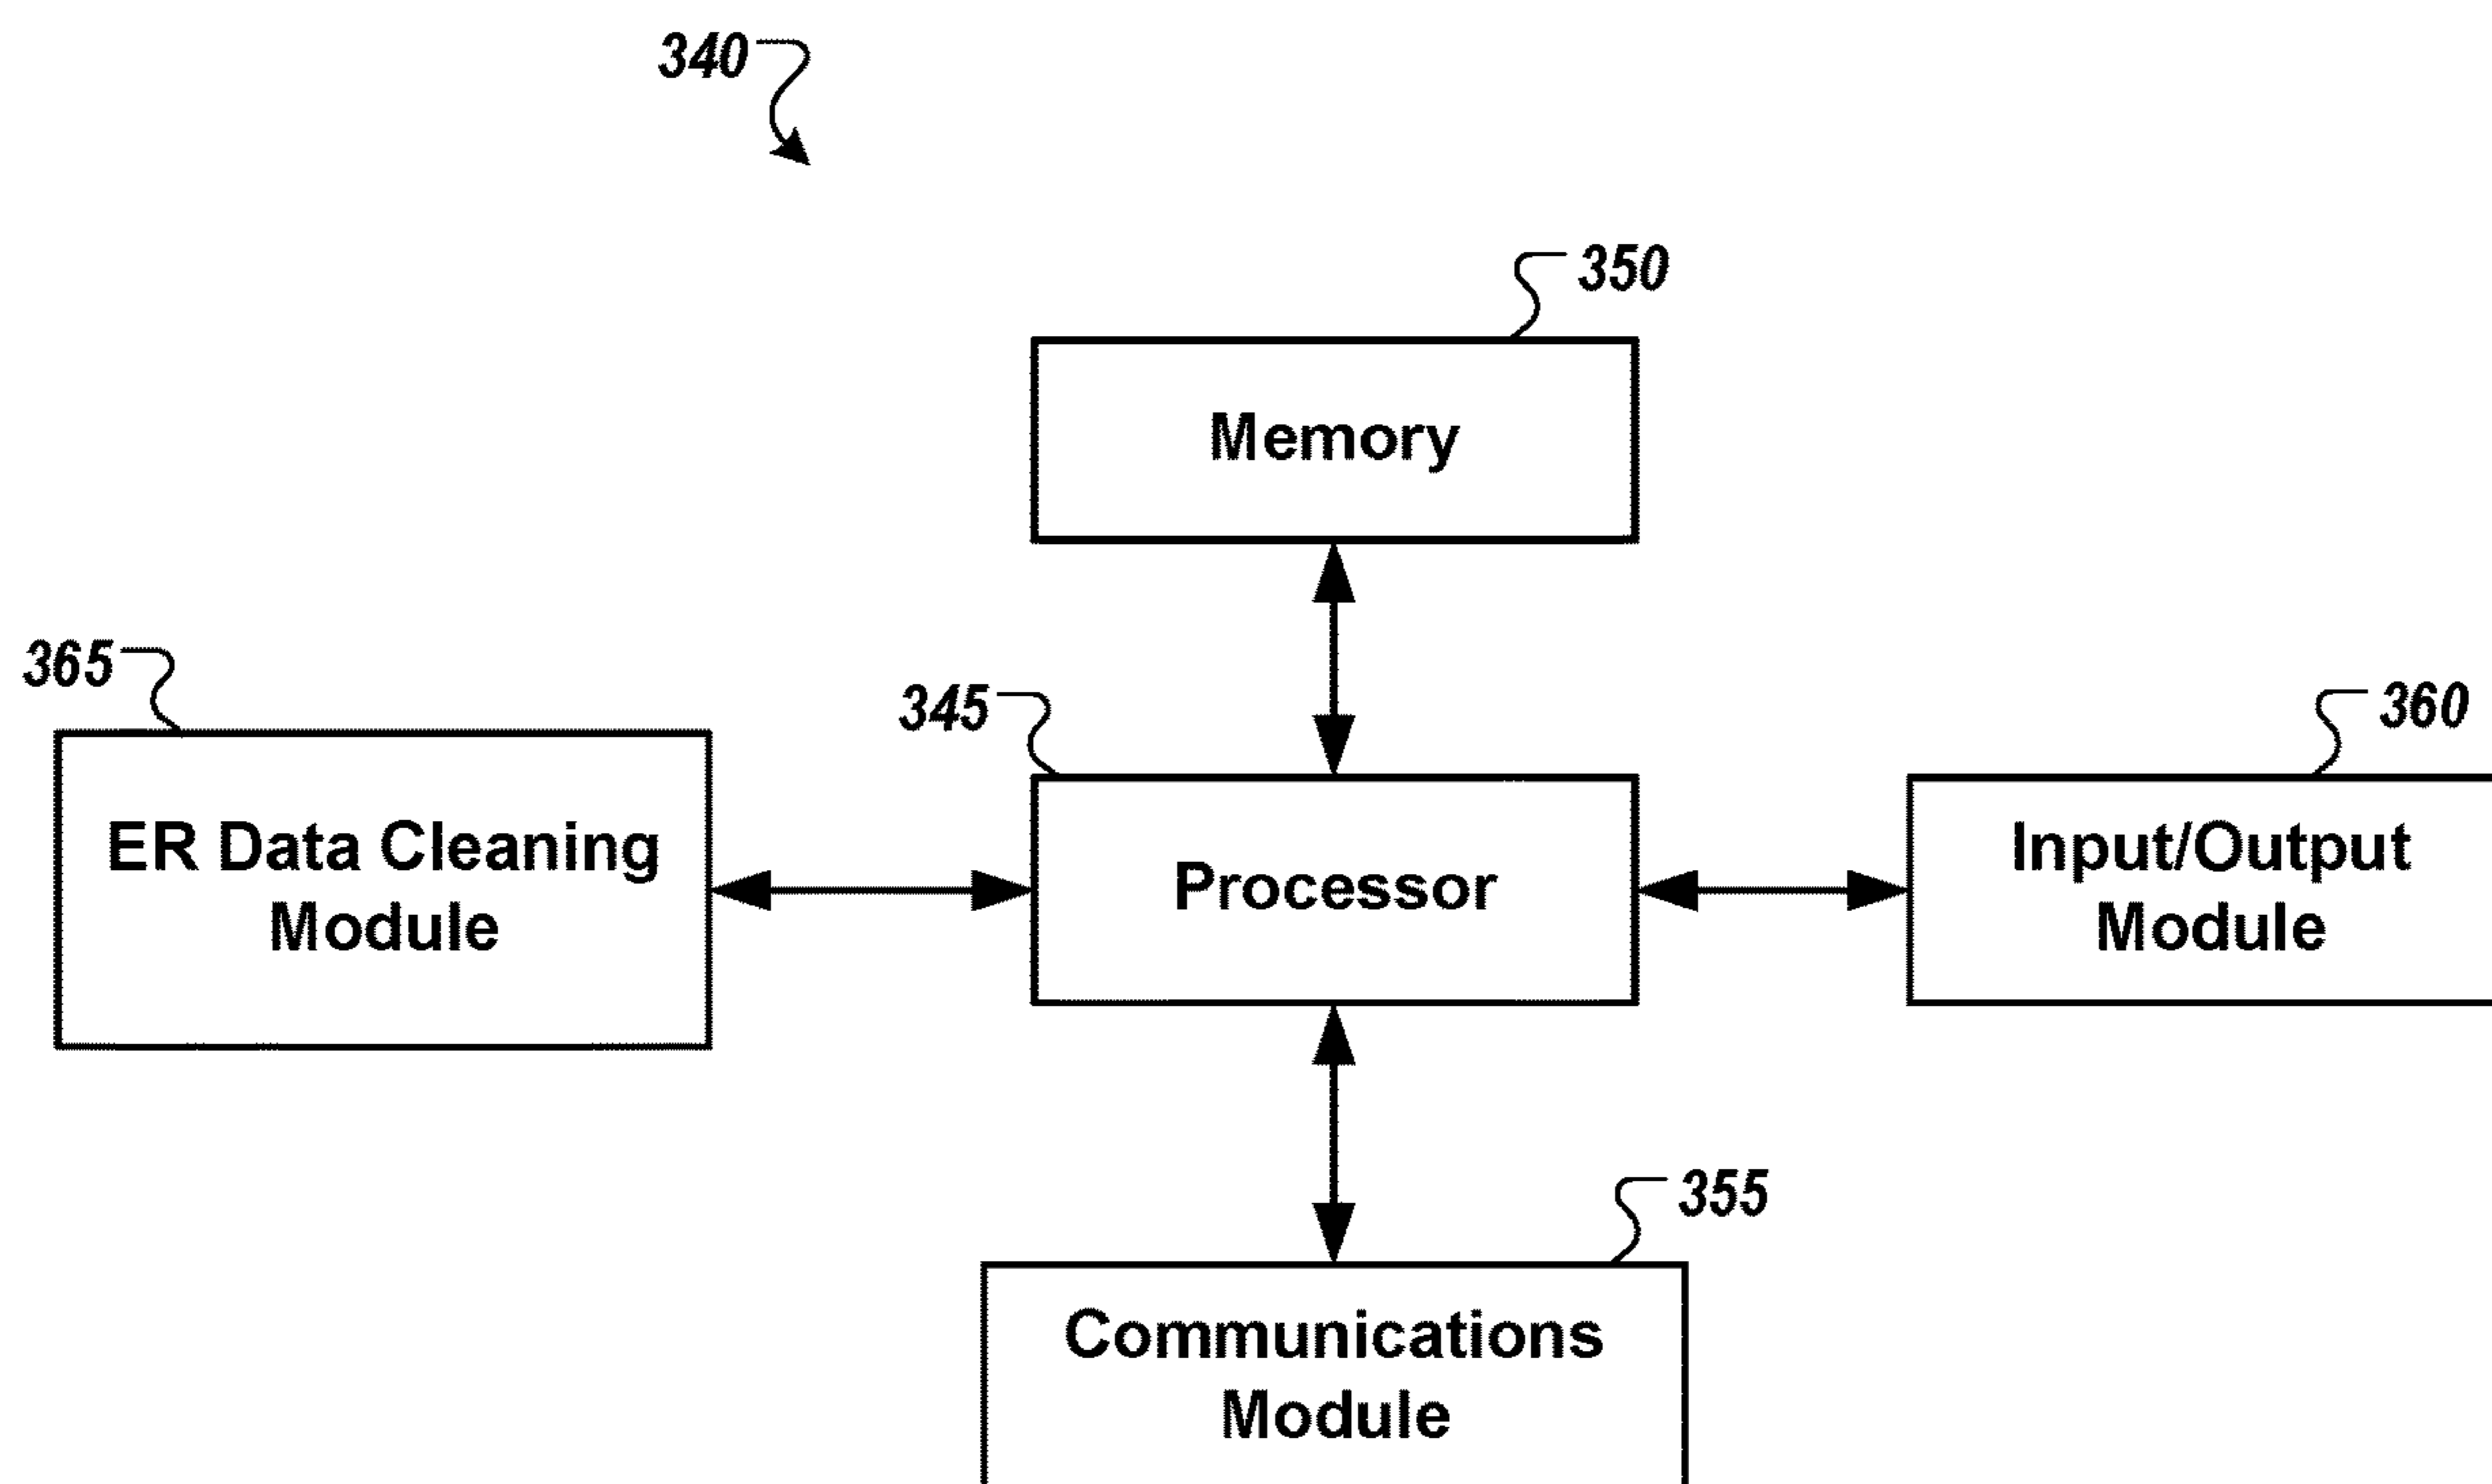 340
350
Memory
365
345
360
ER Data Cleaning
Module
Processor
Input/Output
Module
355
Communications
Module